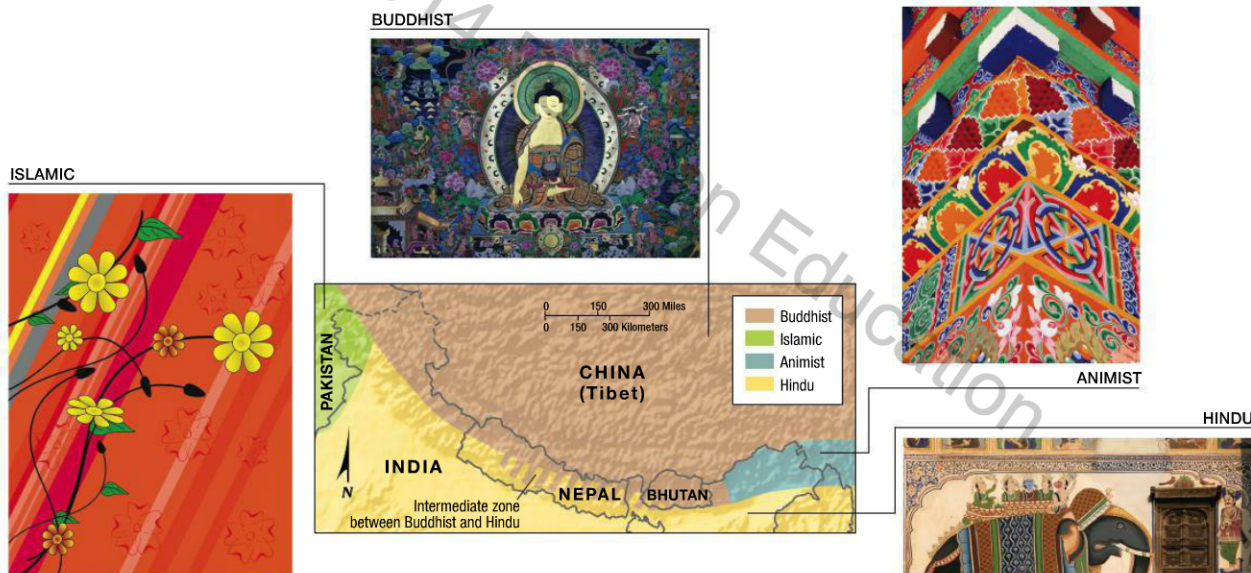 BUDDHIST
ISLAMIC
ANIMIST
HINDU
0 150 300 Miles
0 150 300 Kilometers
Buddhist
Islamic
Animist
Hindu
PAKISTAN
CHINA
(Tibet)
N
INDIA
NEPAL
BHUTAN
Intermediate zone
between Buddhist and Hindu
Education